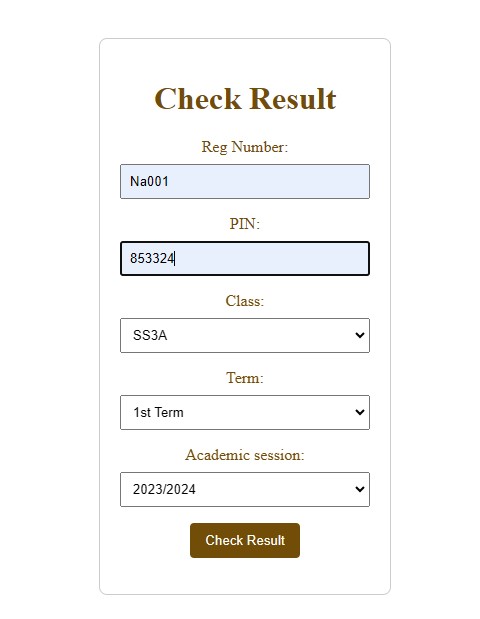 Check Result
Reg Number:
Na001
PIN:
853324
Class:
SS3A
Term:
1st Term
Academic session:
2023/2024
Check Result